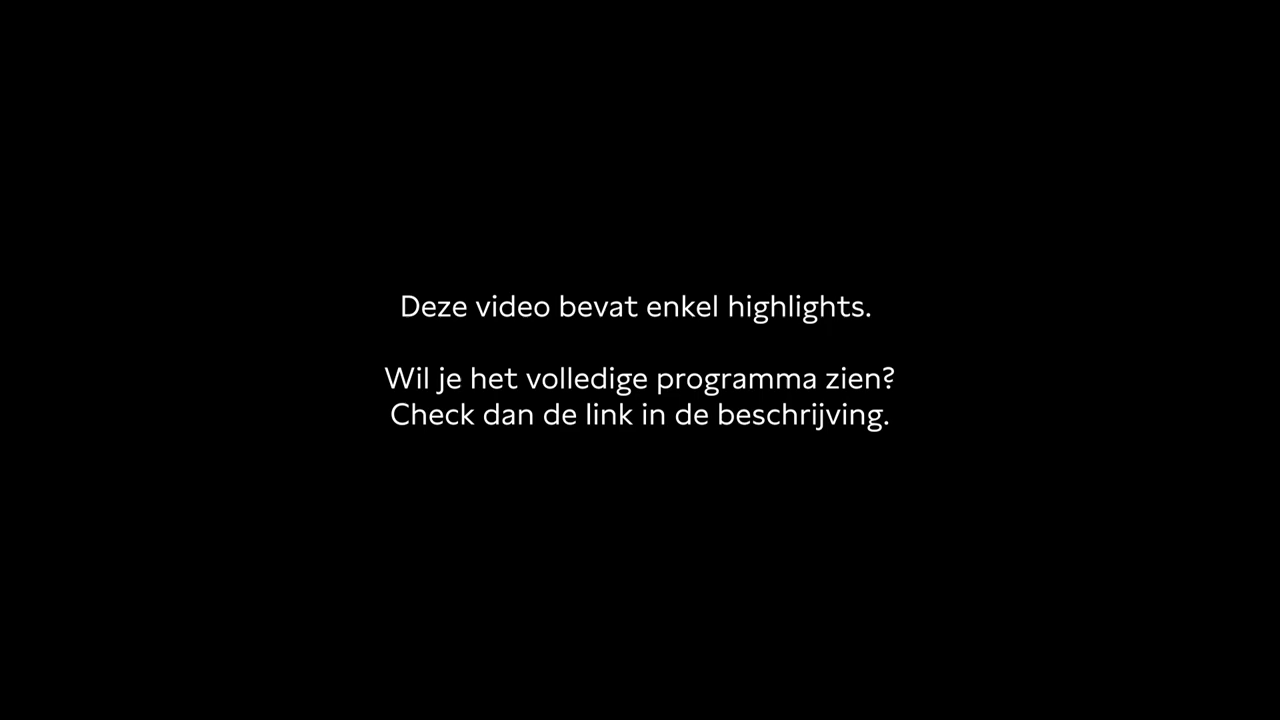 Deze video bevat enkel highlights.
Wil je het volledige programma zien?
Check dan de link in de beschrijving.